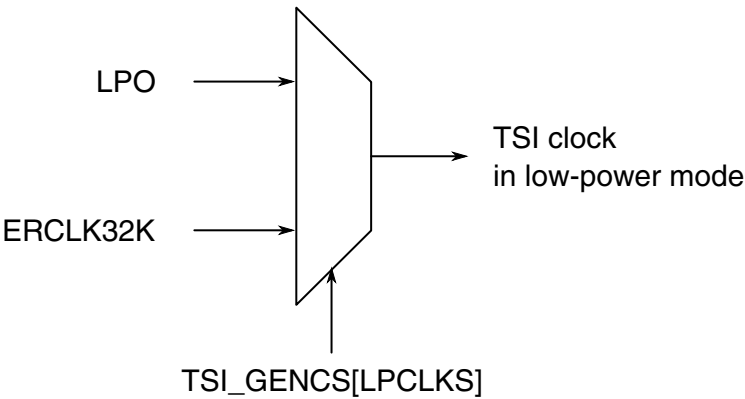 LPO
TSI clock
in low-power mode
ERCLK32K
TSI_GENCS[LPCLKS]